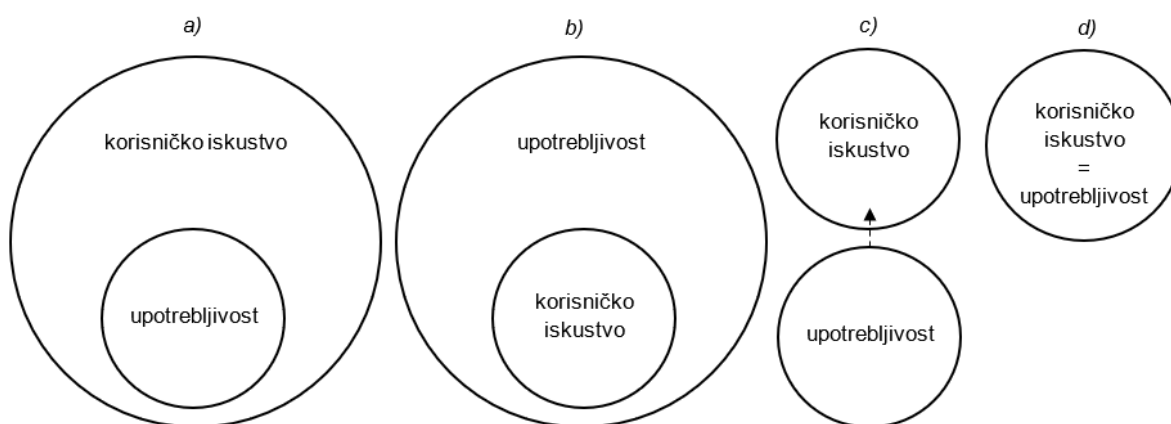 a)
korisničko iskustvo
upotrebljivost
b)
upotrebljivost
korisničko
iskustvo
c)
korisničko
iskustvo
upotrebljivost
d)
korisničko
iskustvo
=
upotrebljivost